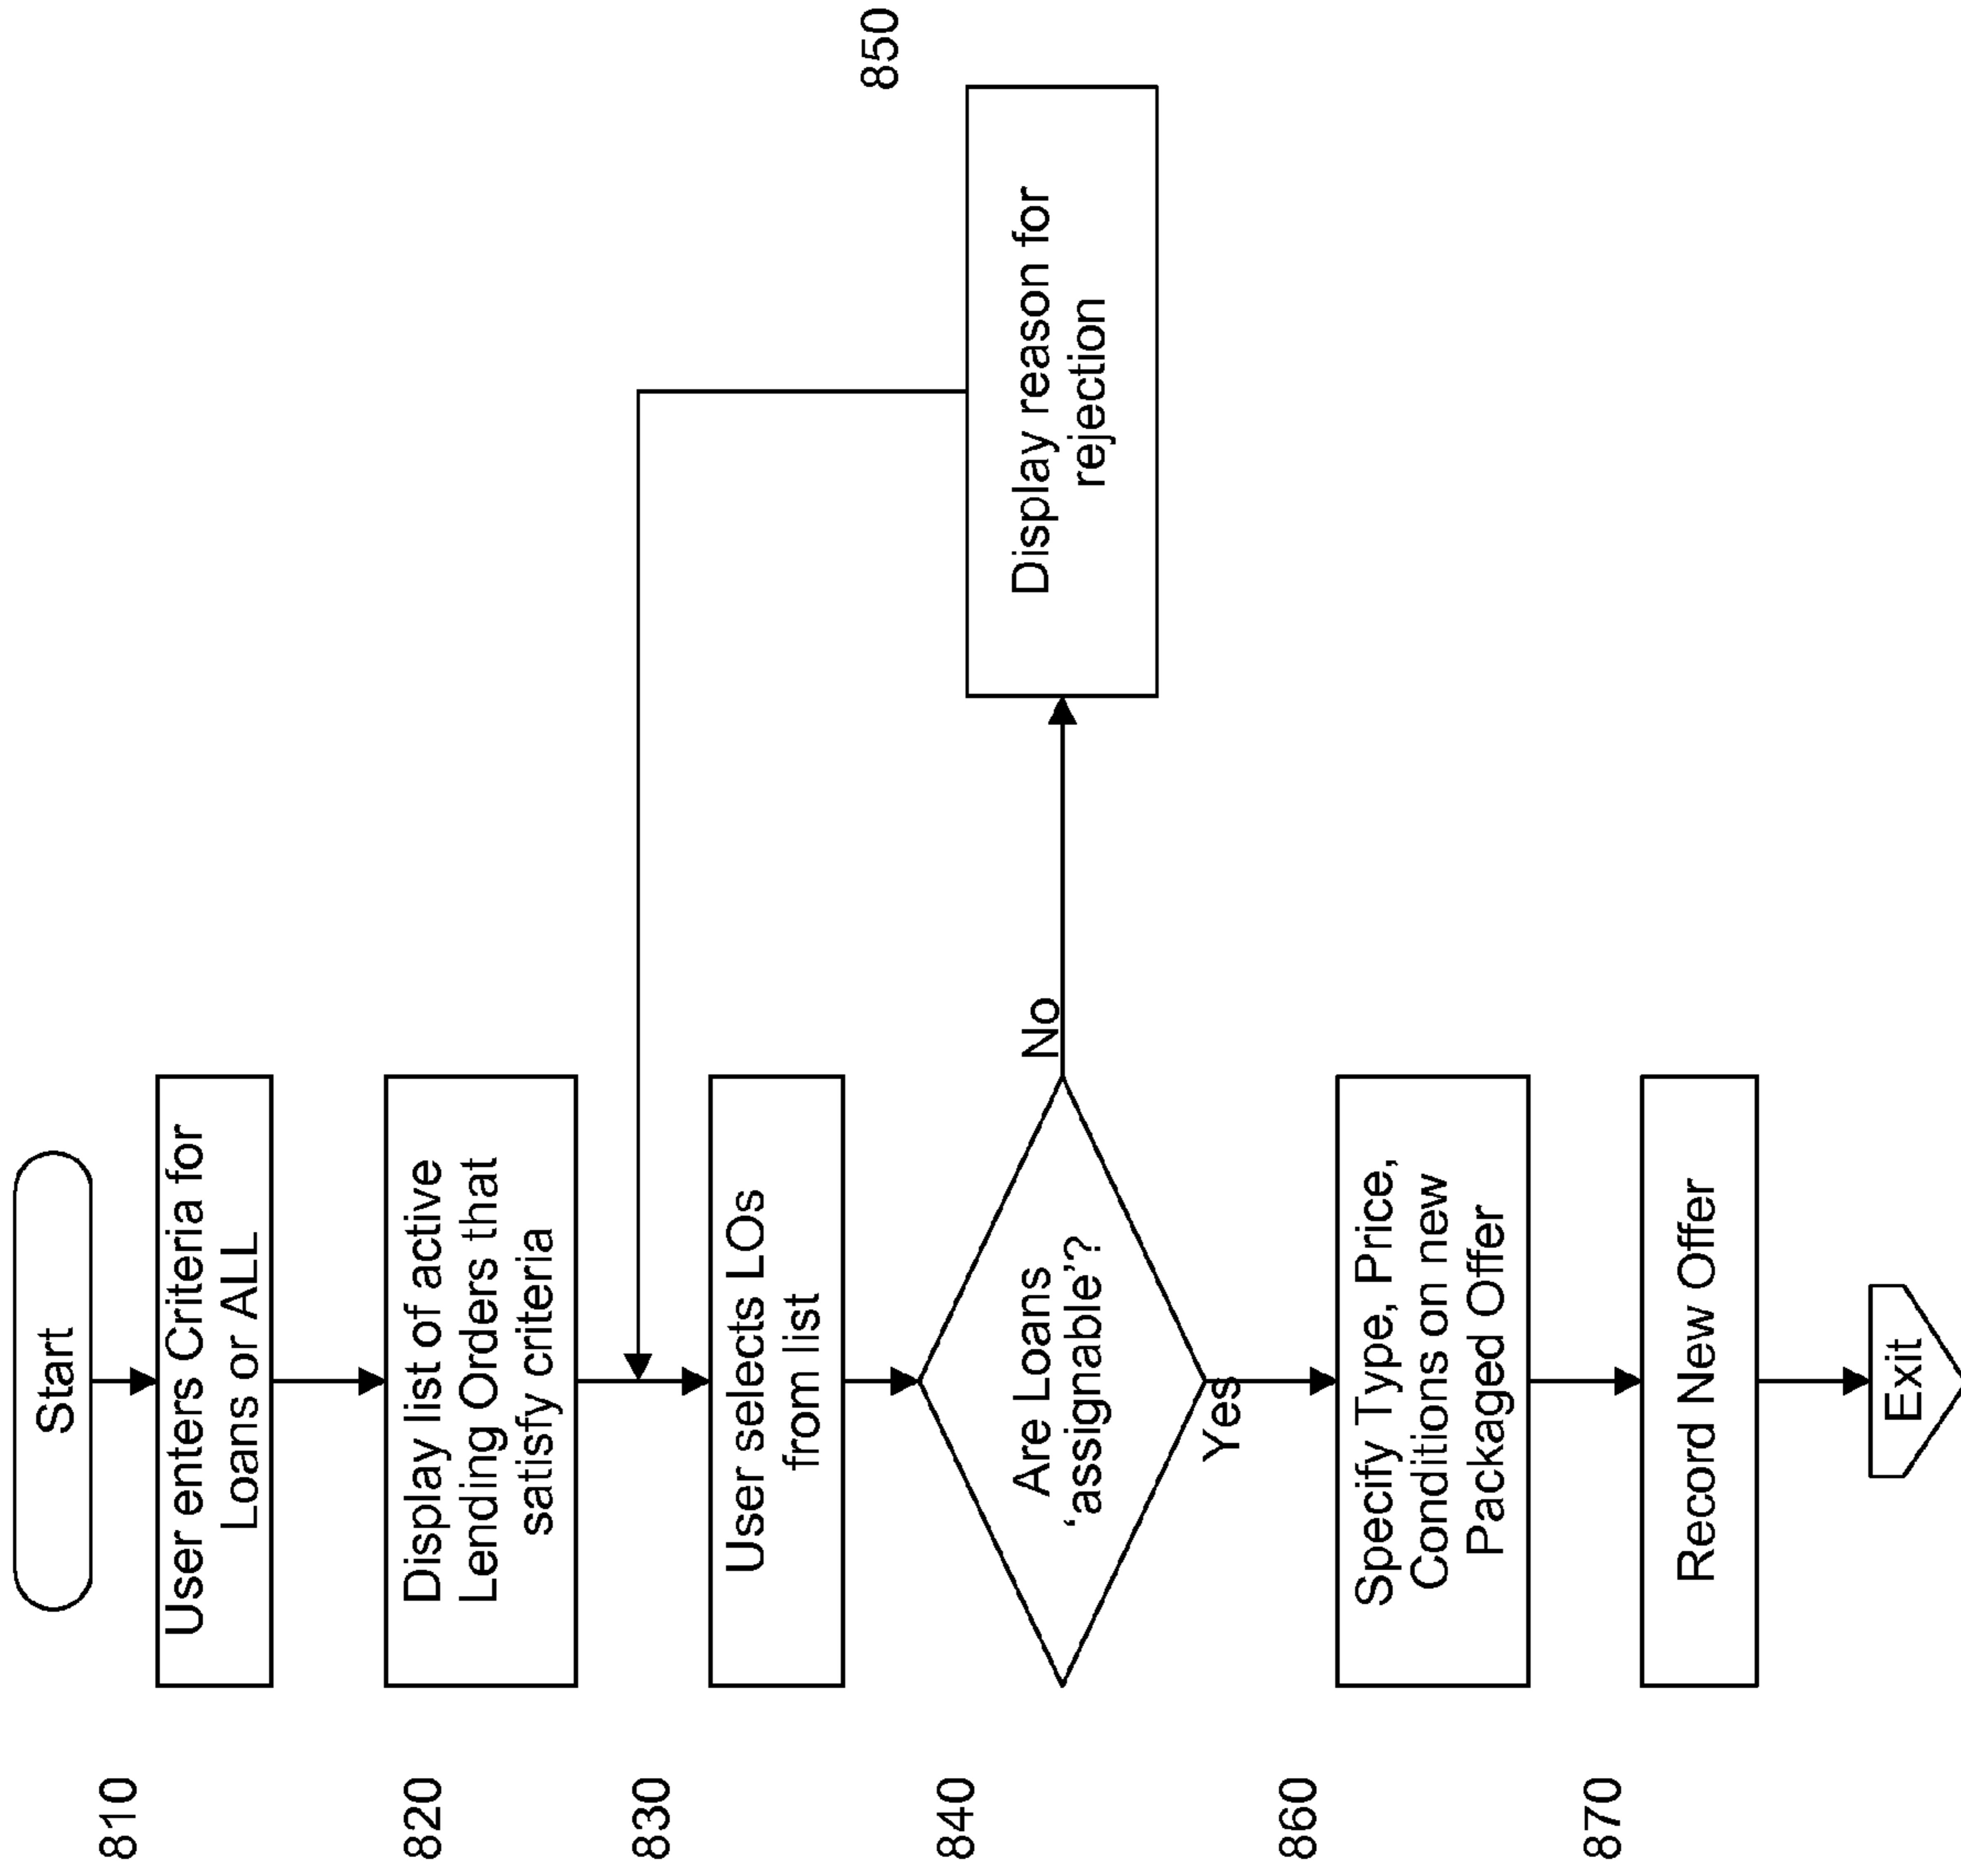 Start
810
User enters Criteria for
Loans or ALL
820
Display list of active
Lending Orders that
satisfy criteria
830
User selects LOs
from list
840
Are Loans
‘assignable’?
No
850
Display reason for
rejection
Yes
860
Specify Type, Price,
Conditions on new
Packaged Offer
870
Record New Offer
Exit